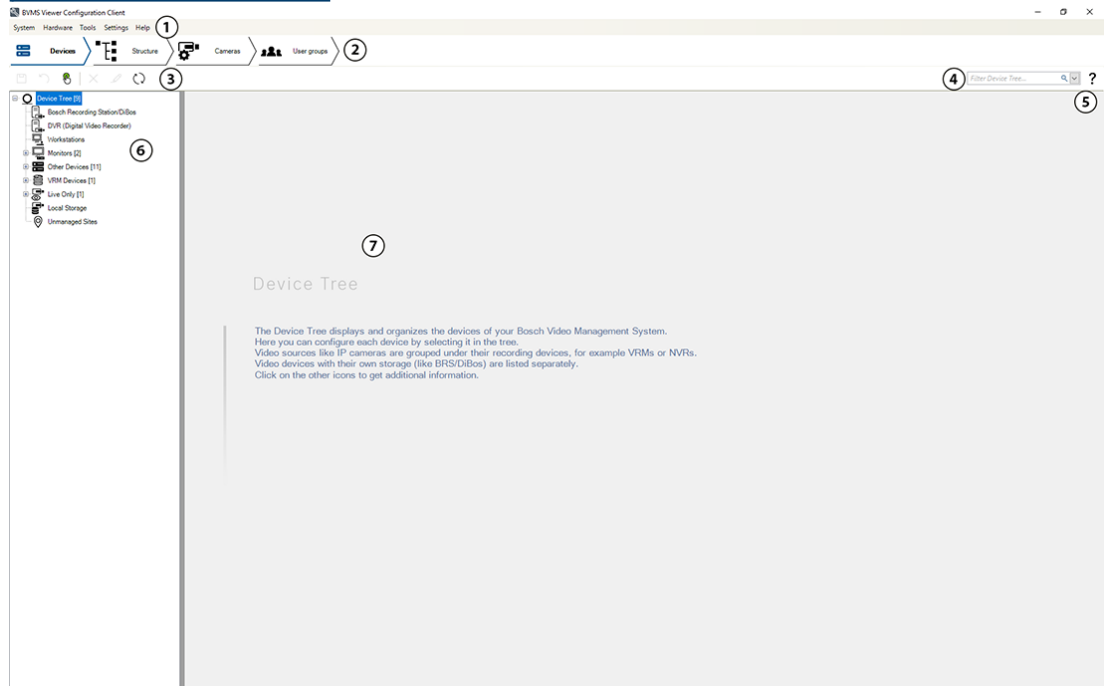 BVMS Viewer Configuration Client
System Hardware Tools Settings Help 1
Devices Structure Cameras User groups 2
3 4 Filter Device Tree... ?
5
Device Tree [9]
Bosch Recording Station/DiBos
DVR (Digital Video Recorder)
Workstations
Monitors [2]
6
Other Devices [11]
VRM Devices [1]
Live Only [1]
Local Storage
Unmanaged Sites
7
Device Tree
The Device Tree displays and organizes the devices of your Bosch Video Management System.
Here you can configure each device by selecting it in the tree.
Video sources like IP cameras are grouped under their recording devices, for example VRMs or NVRs.
Video devices with their own storage (like BRS/DiBos) are listed separately.
Click on the other icons to get additional information.